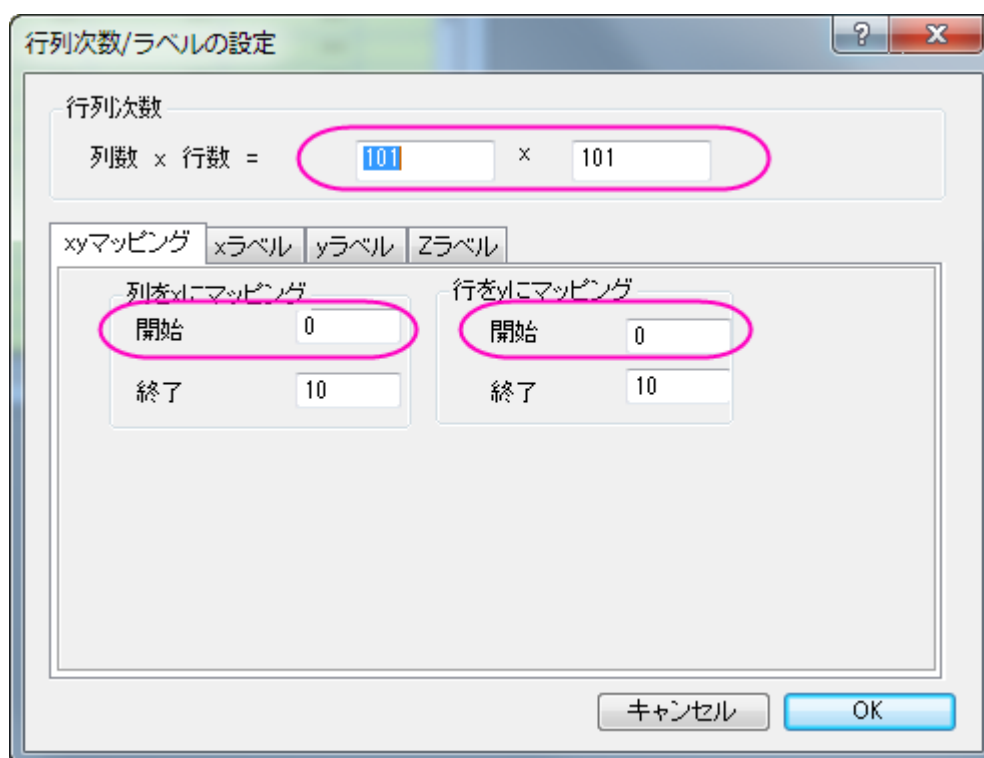 行列次数/ラベルの設定
?
x
行列次数
列数 x 行数 = 101 x 101
xyマッピング xラベル yラベル Zラベル
列をxにマッピング 行をyにマッピング
開始 0 開始 0
終了 10 終了 10
キャンセル OK